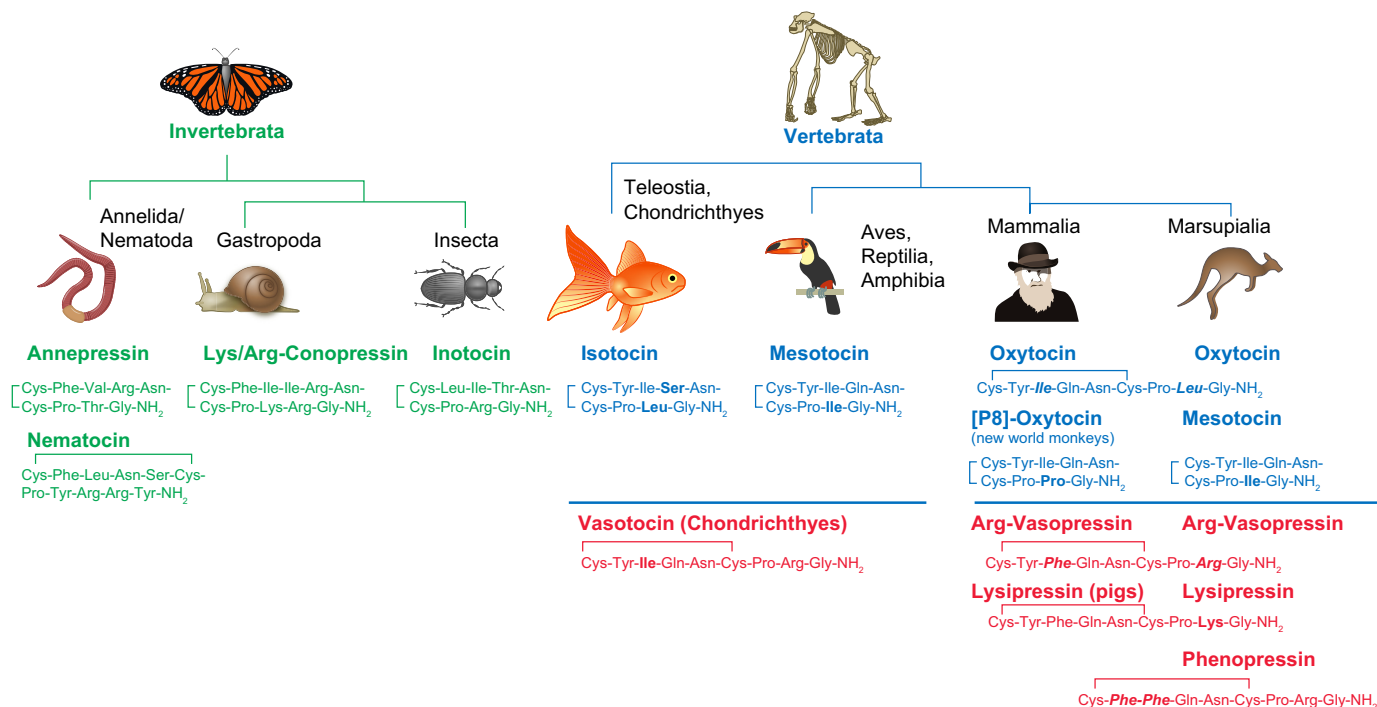 Invertebrata
Vertebrata
Annelida/
Nematoda
Gastropoda
Insecta
Teleostia,
Chondrichthyes
Aves,
Reptilia,
Amphibia
Mammalia
Marsupialia
Annepressin
Cys-Phe-Val-Arg-Asn-
Cys-Pro-Thr-Gly-NH2
Nematocin
Cys-Phe-Leu-Asn-Ser-Cys-
Pro-Tyr-Arg-Arg-Tyr-NH2
Lys/Arg-Conopressin
Cys-Phe-Ile-Ile-Arg-Asn-
Cys-Pro-Lys-Arg-Gly-NH2
Inotocin
Cys-Leu-Ile-Thr-Asn-
Cys-Pro-Arg-Gly-NH2
Isotocin
Cys-Tyr-Ile-Ser-Asn-
Cys-Pro-Leu-Gly-NH2
Mesotocin
Cys-Tyr-Ile-Gln-Asn-
Cys-Pro-Ile-Gly-NH2
Oxytocin
Oxytocin
Cys-Tyr-Ile-Gln-Asn-Cys-Pro-Leu-Gly-NH2
[P8]-Oxytocin
(new world monkeys)
Cys-Tyr-Ile-Gln-Asn-
Cys-Pro-Pro-Gly-NH2
Mesotocin
Cys-Tyr-Ile-Gln-Asn-
Cys-Pro-Ile-Gly-NH2
Vasotocin (Chondrichthyes)
Cys-Tyr-Ile-Gln-Asn-Cys-Pro-Arg-Gly-NH2
Arg-Vasopressin
Arg-Vasopressin
Cys-Tyr-Phe-Gln-Asn-Cys-Pro-Arg-Gly-NH2
Lysipressin (pigs)
Lysipressin
Cys-Tyr-Phe-Gln-Asn-Cys-Pro-Lys-Gly-NH2
Phenopressin
Cys-Phe-Phe-Gln-Asn-Cys-Pro-Arg-Gly-NH2